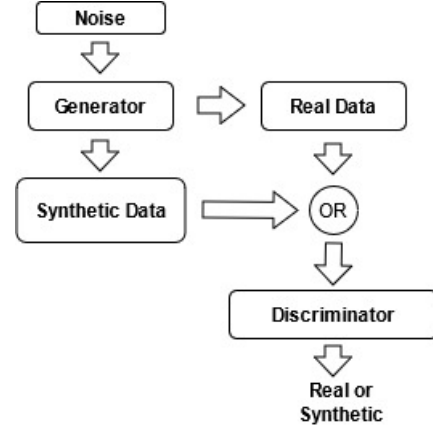 Noise
Generator
Real Data
Synthetic Data
OR
Discriminator
Real or
Synthetic